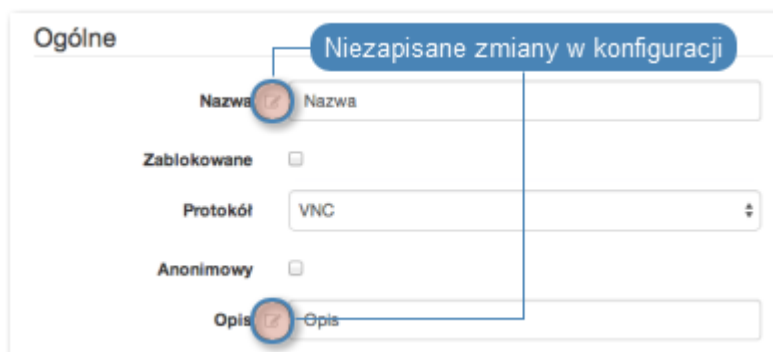 Ogólne
Niezapisane zmiany w konfiguracji
Nazwa Nazwa
Zablokowane
Protokół VNC
Anonimowy
Opis Opis